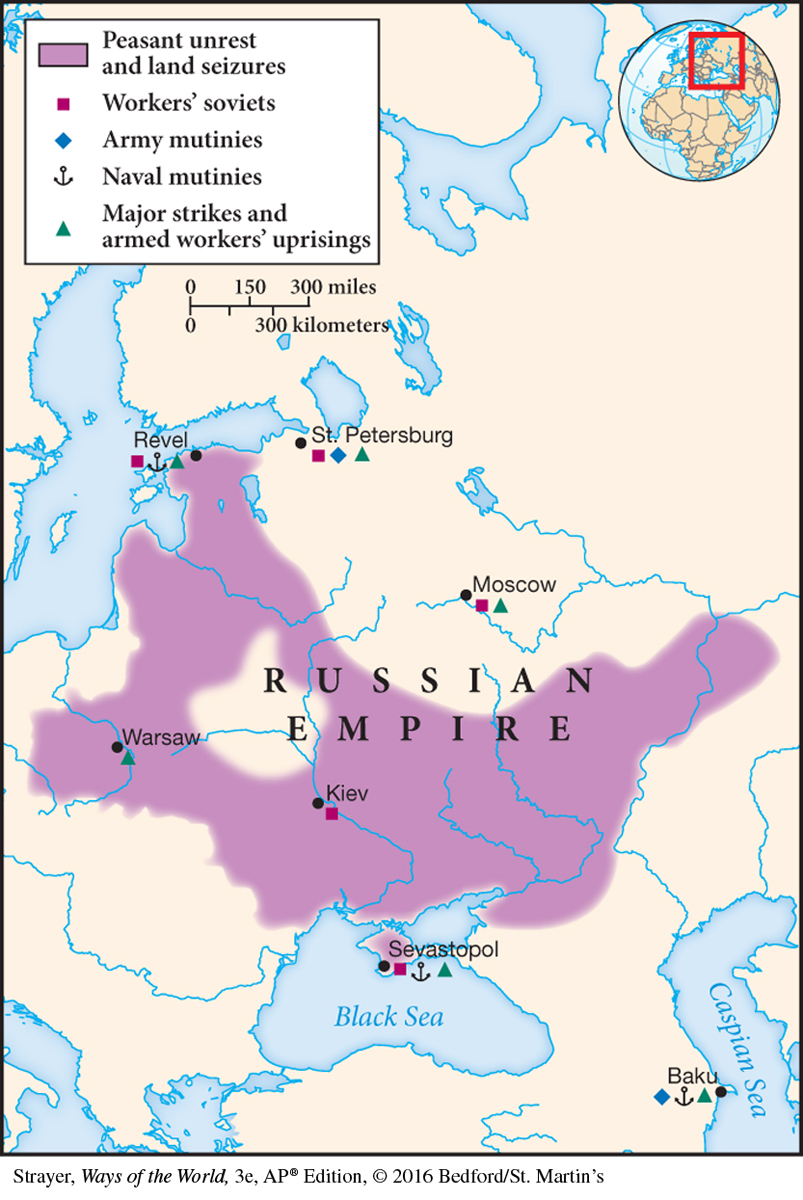 Peasant unrest
and land seizures
Workers' soviets
Army mutinies
Naval mutinies
Major strikes and
armed workers' uprisings
0 150 300 miles
0 300 kilometers
Revel
St. Petersburg
Moscow
RUSSIAN
EMPIRE
Warsaw
Kiev
Sevastopol
Black Sea
Caspian Sea
Baku
Strayer, Ways of the World, 3e, AP® Edition, © 2016 Bedford/St. Martin's